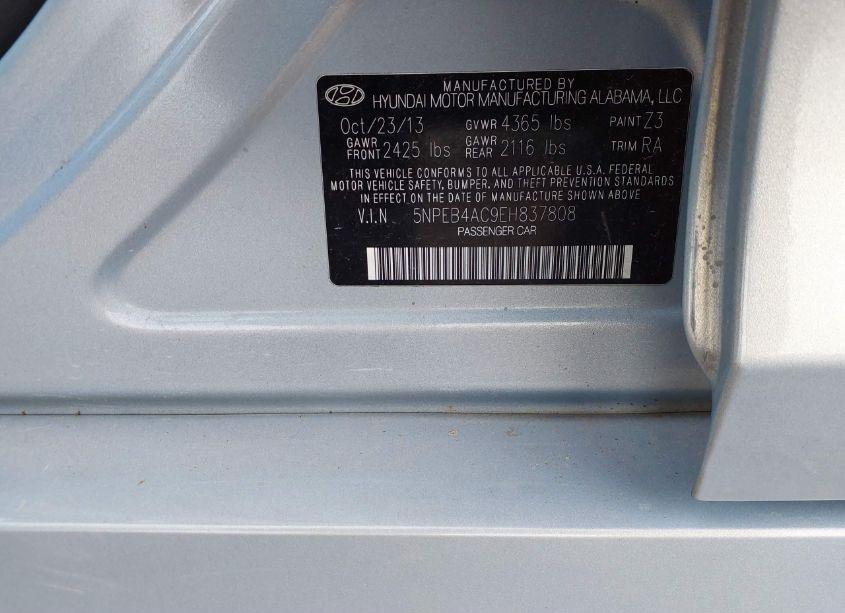 MANUFACTURED BY
HYUNDAI MOTOR MANUFACTURING ALABAMA, LLC
Oct/23/13 GVWR 4365 lbs PAINT Z3
GAWR FRONT 2425 lbs GAWR REAR 2116 lbs TRIM RA
THIS VEHICLE CONFORMS TO ALL APPLICABLE U.S.A. FEDERAL
MOTOR VEHICLE SAFETY, BUMPER, AND THEFT PREVENTION STANDARDS
IN EFFECT ON THE DATE OF MANUFACTURE SHOWN ABOVE
V.I.N 5NPEB4AC9EH837808
PASSENGER CAR